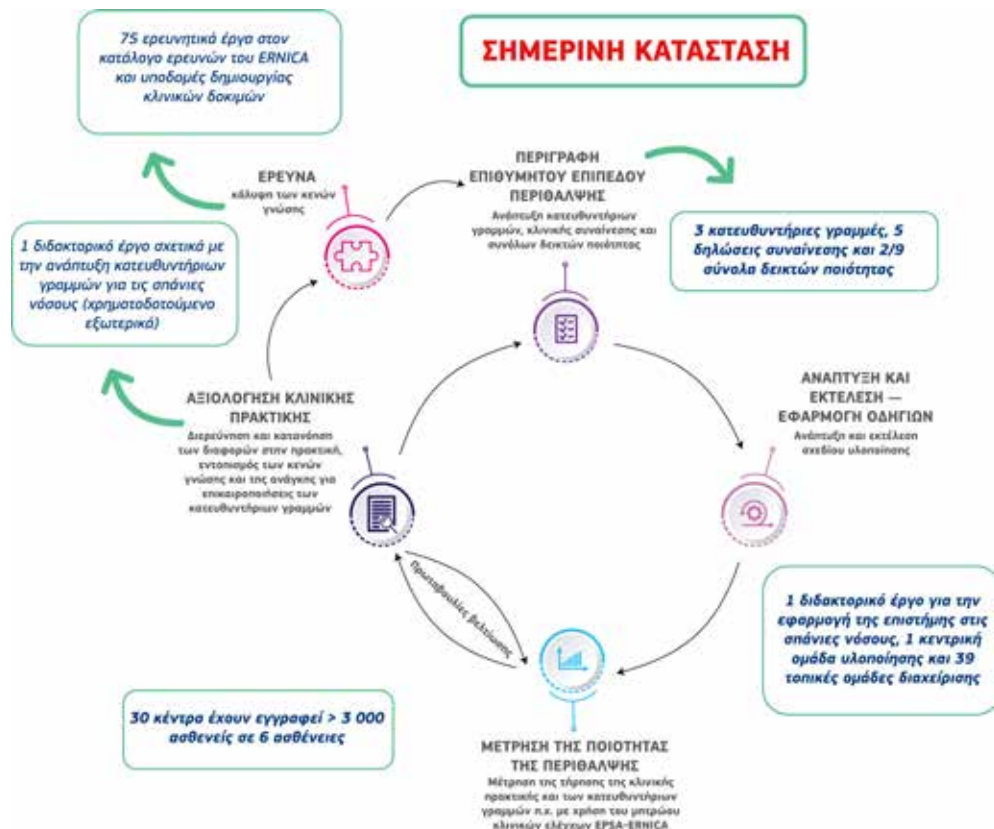 75 ερευνητικά έργα στον
κατάλογο ερευνών του ERNICA
και υποδομές δημιουργίας
κλινικών δοκιμών
ΣΗΜΕΡΙΝΗ ΚΑΤΑΣΤΑΣΗ
ΕΡΕΥΝΑ
κάλυψη των κενών
γνώσης
ΠΕΡΙΓΡΑΦΗ
ΕΠΙΘΥΜΗΤΟΥ ΕΠΙΠΕΔΟΥ
ΠΕΡΙΘΑΛΨΗΣ
Ανάπτυξη κατευθυντήριων
γραμμών, κλινικής συναίνεσης και
συνόλων δεικτών ποιότητας
3 κατευθυντήριες γραμμές, 5
δηλώσεις συναίνεσης και 2/9
σύνολα δεικτών ποιότητας
1 διδακτορικό έργο σχετικά με
την ανάπτυξη κατευθυντήριων
γραμμών για τις σπάνιες
νόσους (χρηματοδοτούμενο
εξωτερικά)
ΑΞΙΟΛΟΓΗΣΗ ΚΛΙΝΙΚΗΣ
ΠΡΑΚΤΙΚΗΣ
Διερεύνηση και κατανόηση
των διαφορών στην πρακτική,
εντοπισμός των κενών
γνώσης και της ανάγκης για
επικαιροποιήσεις των
κατευθυντήριων γραμμών
ΑΝΑΠΤΥΞΗ ΚΑΙ
ΕΚΤΕΛΕΣΗ —
ΕΦΑΡΜΟΓΗ ΟΔΗΓΙΩΝ
Ανάπτυξη και εκτέλεση
σχεδίου υλοποίησης
Πρωτοβουλίες βελτίωσης
1 διδακτορικό έργο για την
εφαρμογή της επιστήμης στις
σπάνιες νόσους, 1 κεντρική
ομάδα υλοποίησης και 39
τοπικές ομάδες διαχείρισης
30 κέντρα έχουν εγγραφεί > 3 000
ασθενείς σε 6 ασθένειες
ΜΕΤΡΗΣΗ ΤΗΣ ΠΟΙΟΤΗΤΑΣ
ΤΗΣ ΠΕΡΙΘΑΛΨΗΣ
Μέτρηση της τήρησης της κλινικής
πρακτικής και των κατευθυντήριων
γραμμών π.χ. με χρήση του μητρώου
κλινικών ελέγχων EPSA-ERNICA